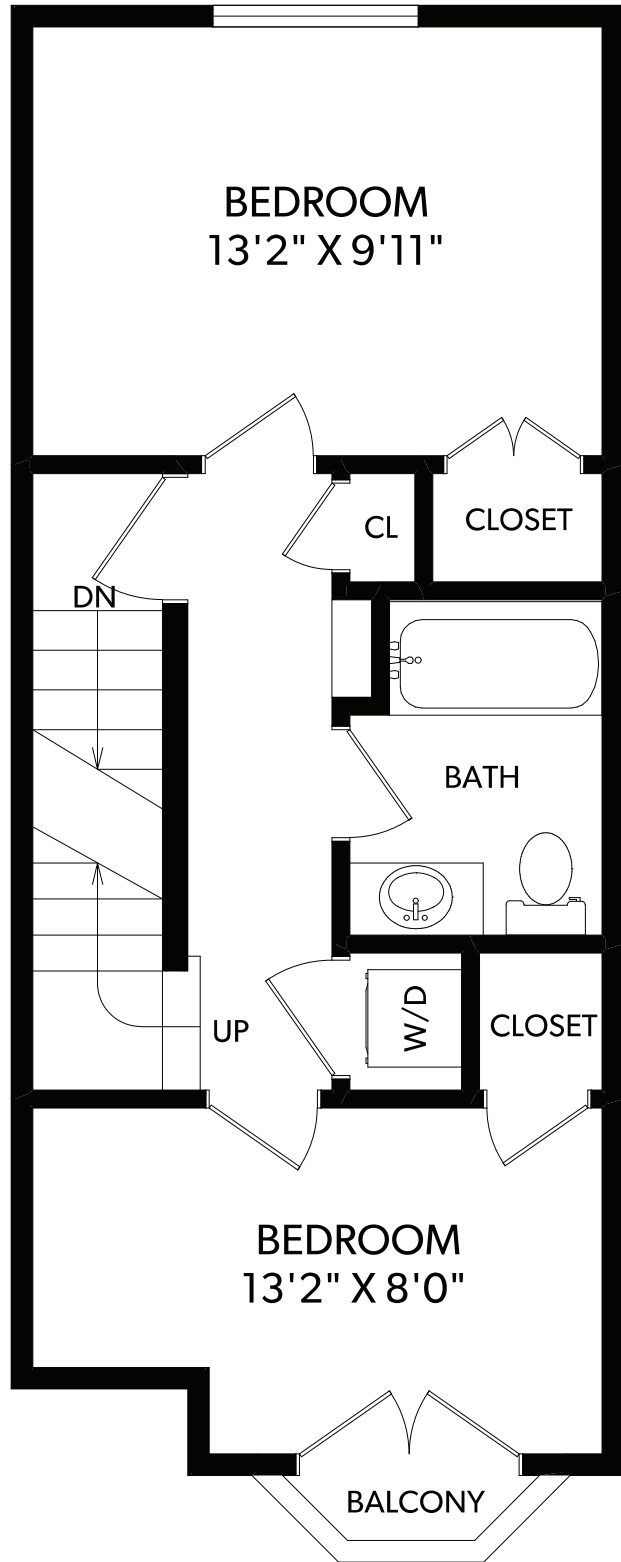 BEDROOM
13'2" X 9'11"
CL
CLOSET
DN
BATH
W/D
CLOSET
UP
BEDROOM
13'2" X 8'0"
BALCONY